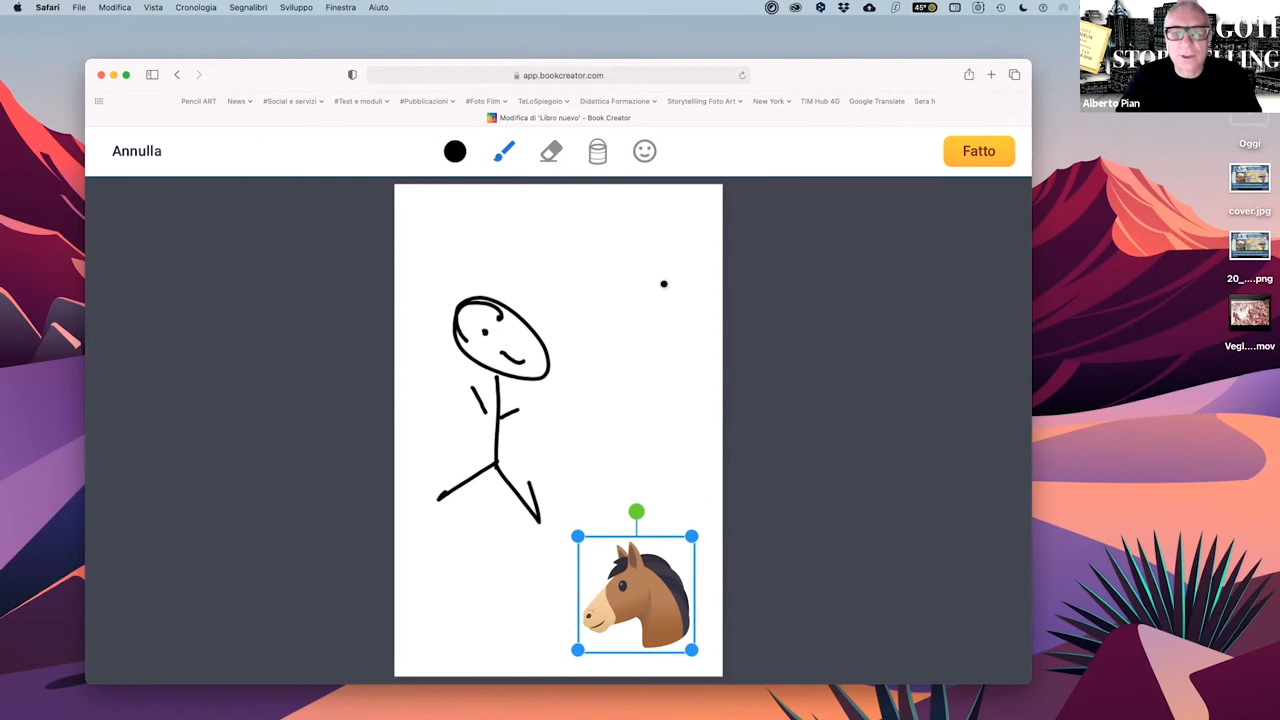 Safari File Modifica Vista Cronologia Segnalibri Sviluppo Finestra Aiuto
45°
app.bookcreator.com
Pencil ART News #Social e servizi #Test e moduli #Pubblicazioni #Foto Film TeLoSpiegolo Didattica Formazione Storytelling Foto Art New York TIM Hub 4G Google Translate Sera h
Modifica di 'Libro nuovo' - Book Creator
Annulla
Fatto
Alberto Pian
Oggi
cover.jpg
20_....png
Vegl....mov